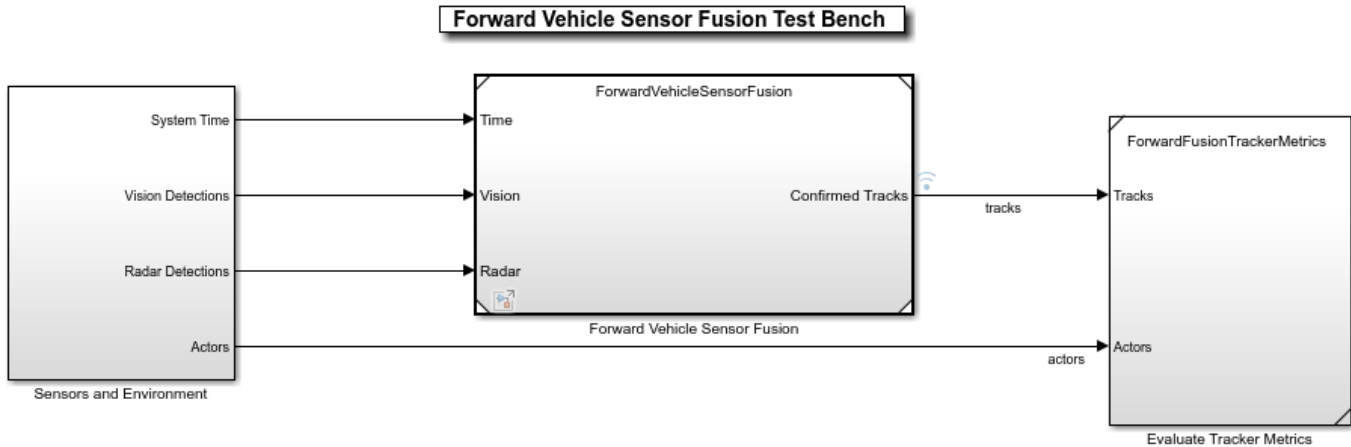 Forward Vehicle Sensor Fusion Test Bench
System Time
Vision Detections
Radar Detections
Actors
Sensors and Environment
ForwardVehicleSensorFusion
Time
Vision
Radar
Confirmed Tracks
Forward Vehicle Sensor Fusion
tracks
actors
ForwardFusionTrackerMetrics
Tracks
Actors
Evaluate Tracker Metrics